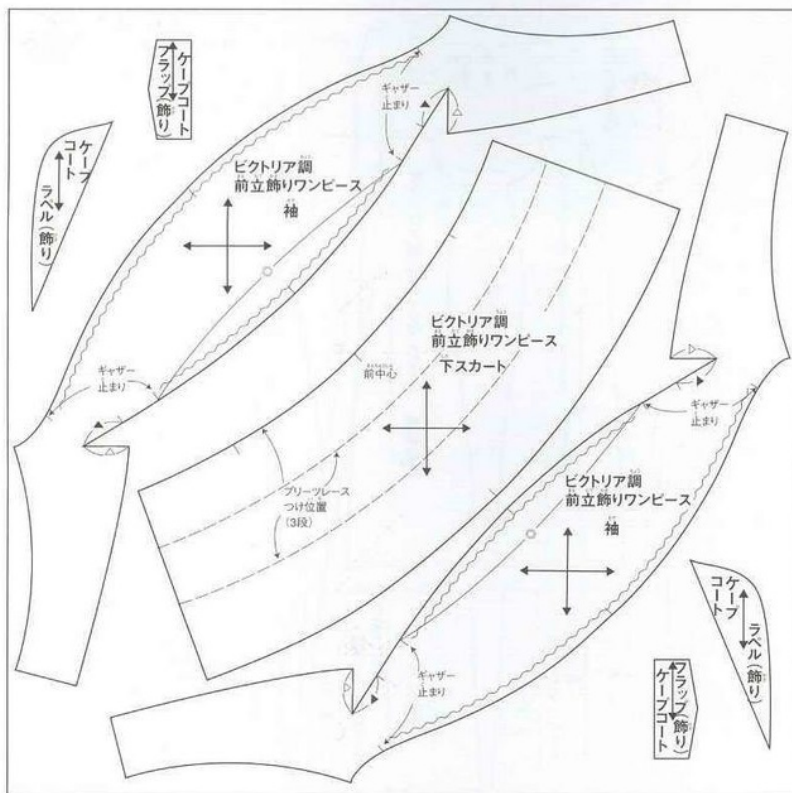 ケープコート
フラップ(飾り)
ケープ
コート
ラペル(飾り)
ギャザー
止まり
ビクトリア調
前立飾りワンピース
袖
ビクトリア調
前立飾りワンピース
下スカート
前中心
ギャザー
止まり
ギャザー
止まり
プリーツレース
つけ位置
(3段)
ビクトリア調
前立飾りワンピース
袖
ケープ
コート
ラペル(飾り)
ギャザー
止まり
フラップ(飾り)
ケープコート